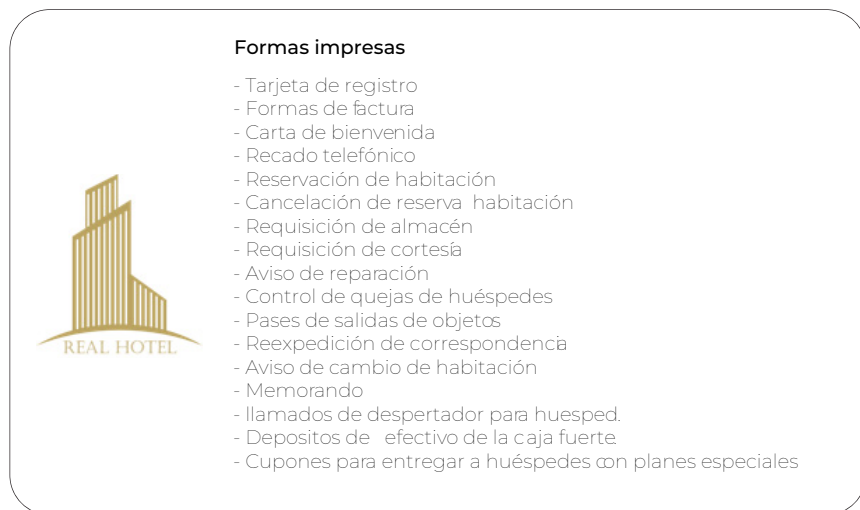 Formas impresas
- Tarjeta de registro
- Formas de factura
- Carta de bienvenida
- Recado telefónico
- Reservación de habitación
- Cancelación de reserva habitación
- Requisición de almacén
- Requisición de cortesía
- Aviso de reparación
- Control de quejas de huéspedes
- Pases de salidas de objetos
- Reexpedición de correspondencia
- Aviso de cambio de habitación
- Memorando
- llamados de despertador para huesped.
- Depositos de efectivo de la caja fuerte.
- Cupones para entregar a huéspedes con planes especiales
REAL HOTEL